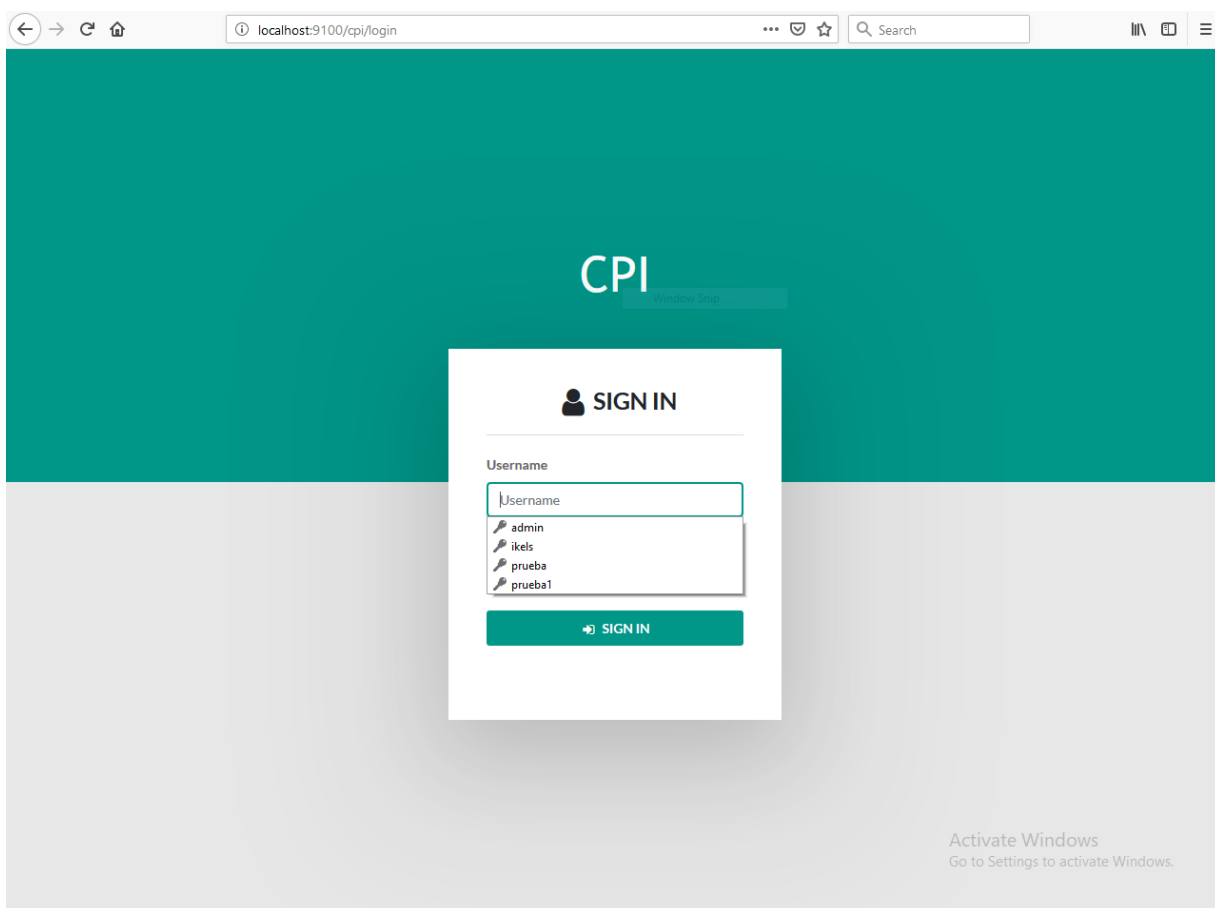 localhost:9100/cpi/login
Search
CPI
Window Snip
SIGN IN
Username
Username
admin
ikels
prueba
prueba1
SIGN IN
Activate Windows
Go to Settings to activate Windows.